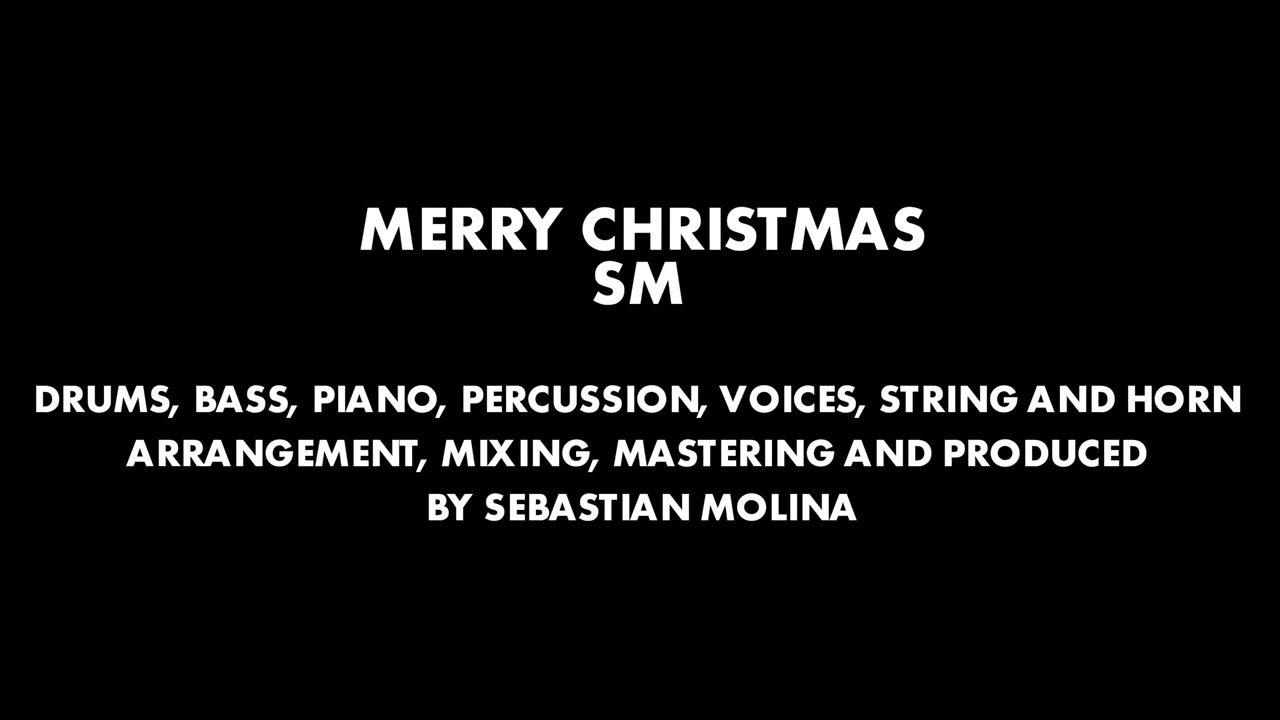 MERRY CHRISTMAS
SM
DRUMS, BASS, PIANO, PERCUSSION, VOICES, STRING AND HORN
ARRANGEMENT, MIXING, MASTERING AND PRODUCED
BY SEBASTIAN MOLINA